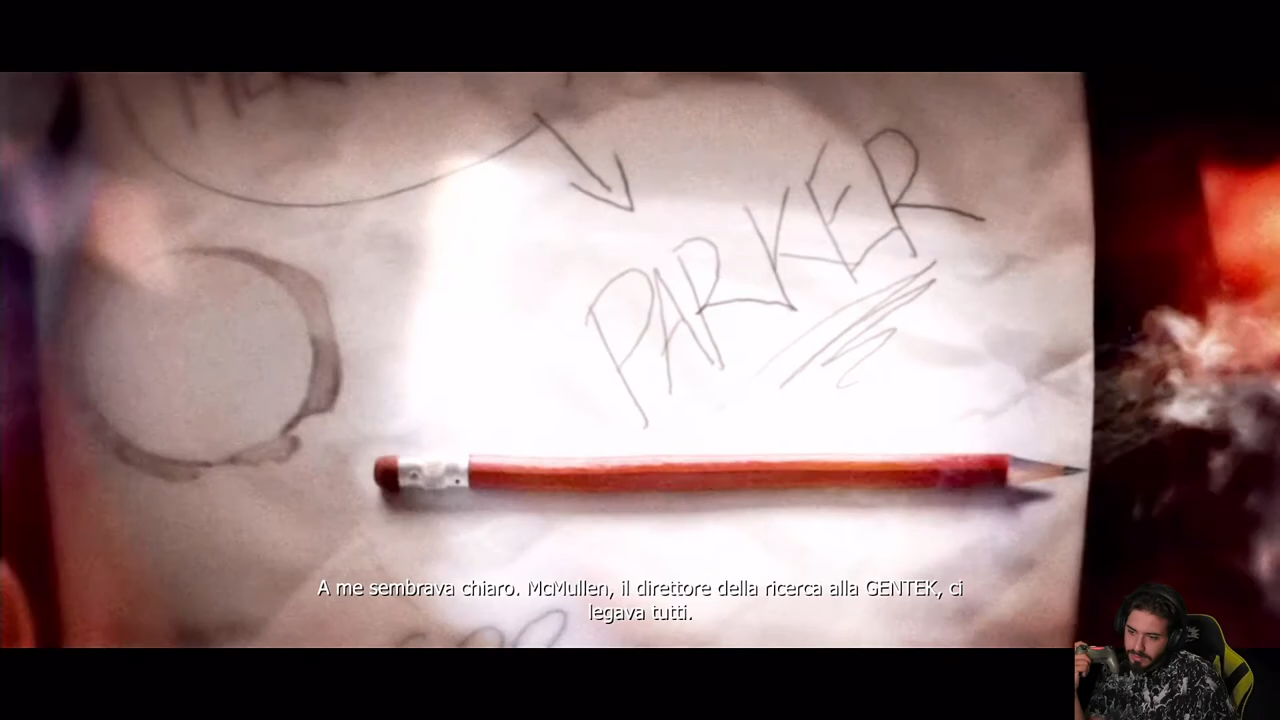 PARKER
A me sembrava chiaro. McMullen, il direttore della ricerca alla GENTEK, ci
legava tutti.